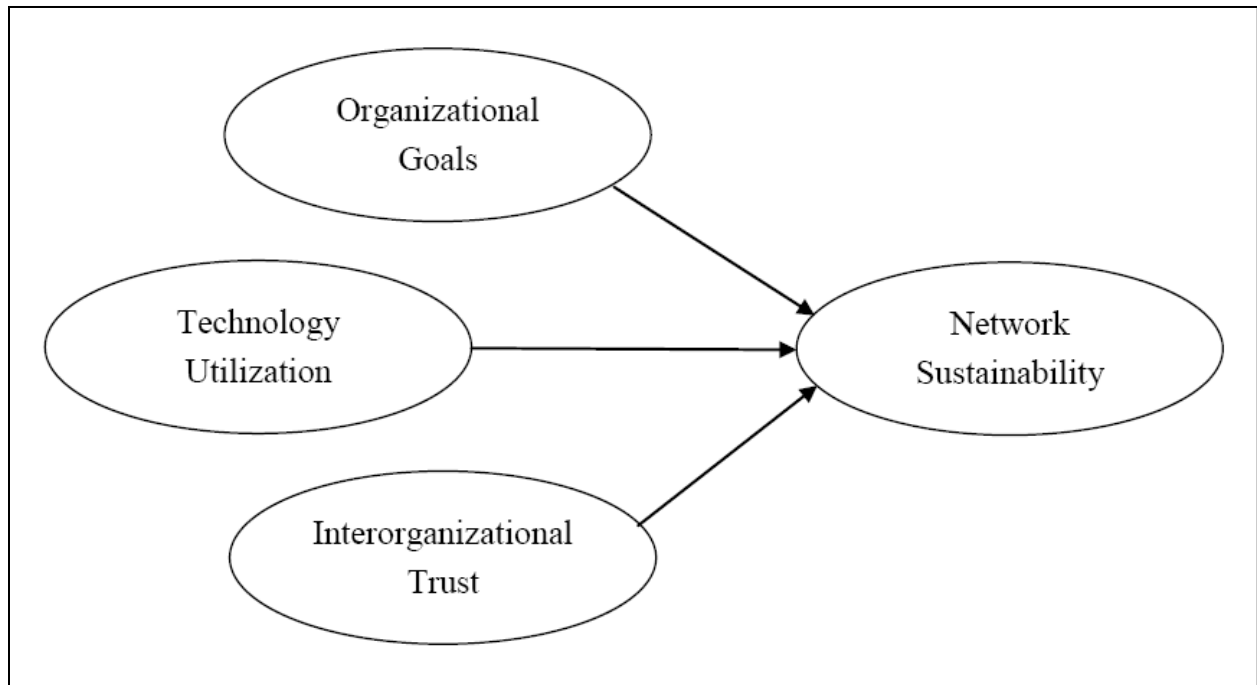 Organizational
Goals
Technology
Utilization
Network
Sustainability
Interorganizational
Trust